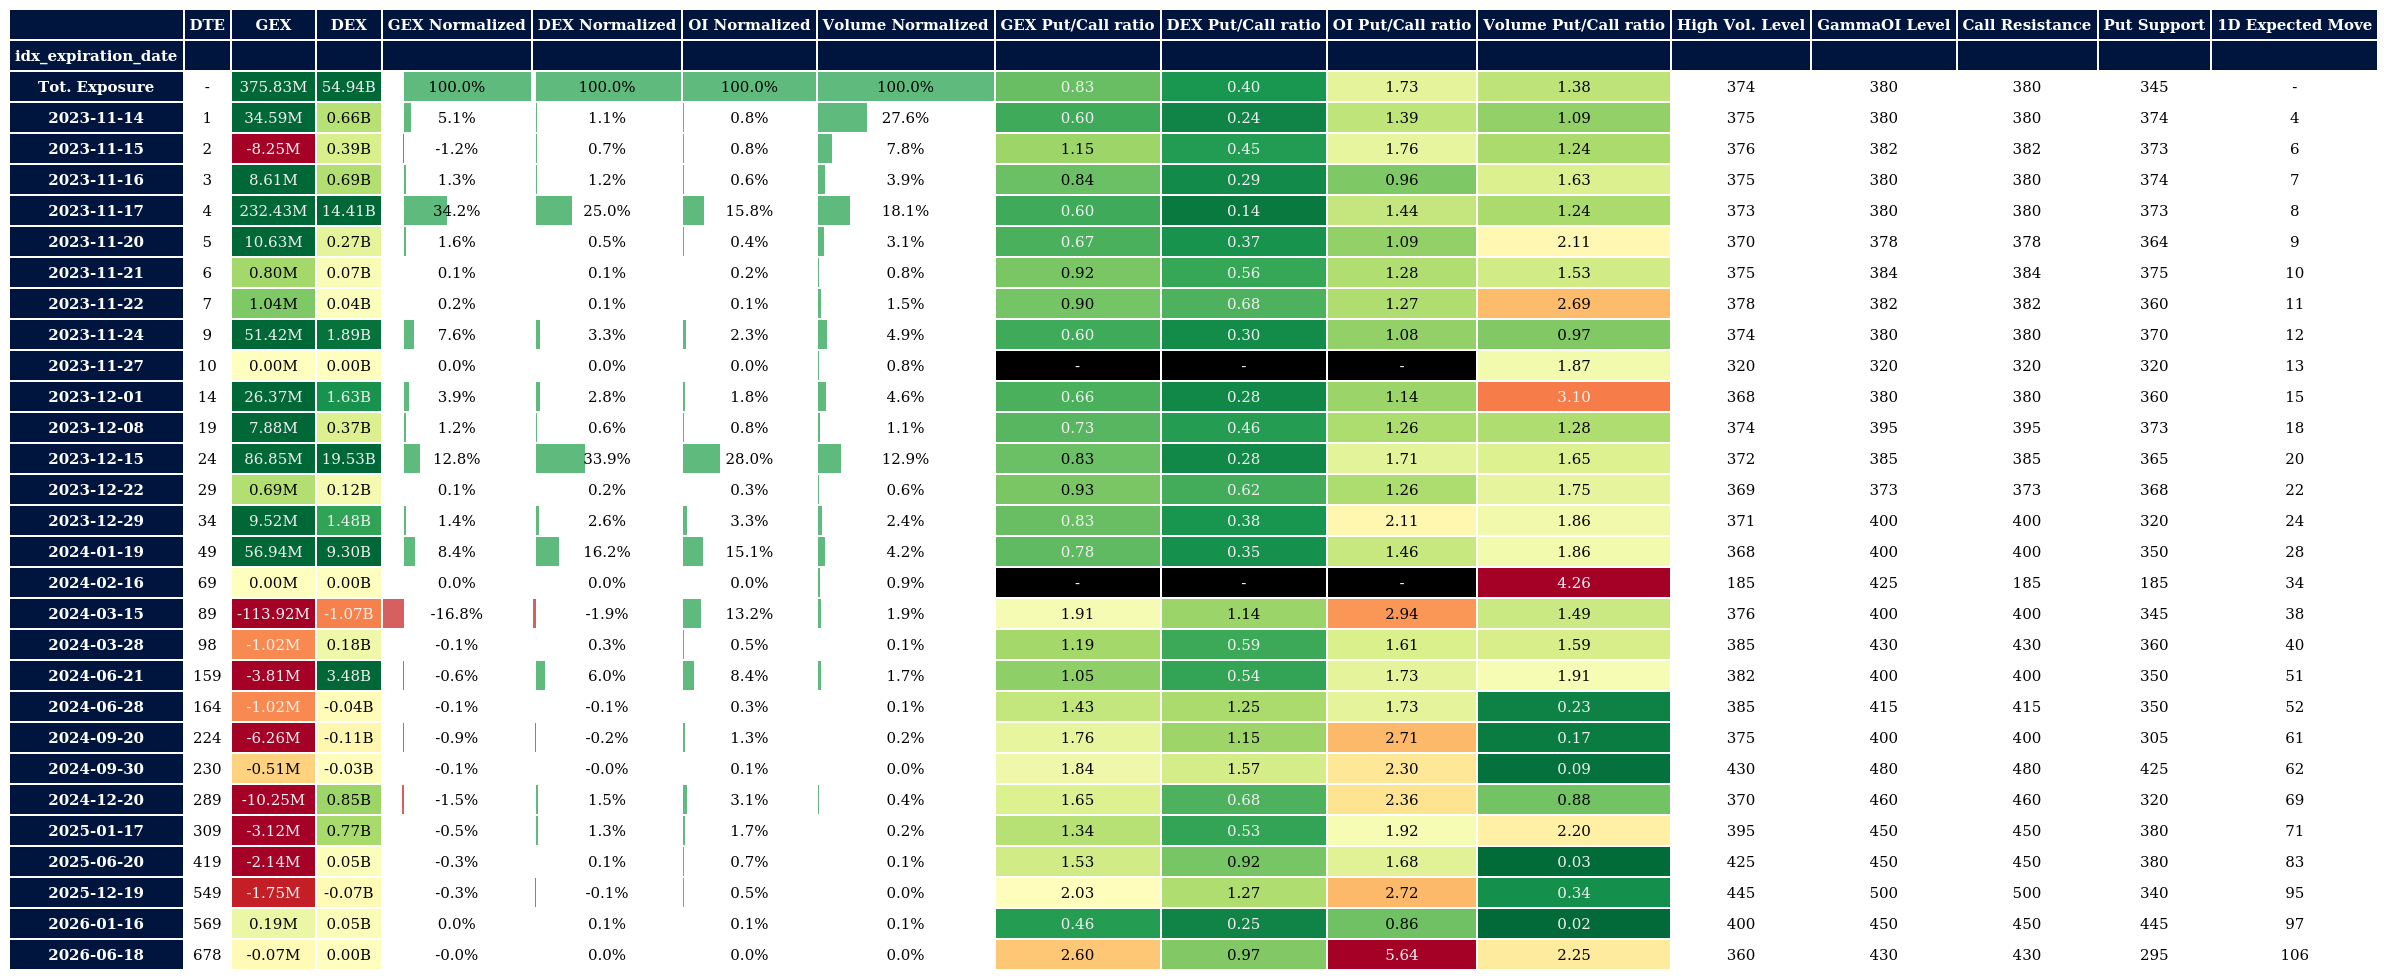 DTE GEX DEX GEX Normalized DEX Normalized OI Normalized Volume Normalized GEX Put/Call ratio DEX Put/Call ratio OI Put/Call ratio Volume Put/Call ratio High Vol. Level GammaOI Level Call Resistance Put Support 1D Expected Move
idx_expiration_date
Tot. Exposure - 375.83M 54.94B 100.0% 100.0% 100.0% 100.0% 0.83 0.40 1.73 1.38 374 380 380 345 -
2023-11-14 1 34.59M 0.66B 5.1% 1.1% 0.8% 27.6% 0.60 0.24 1.39 1.09 375 380 380 374 4
2023-11-15 2 -8.25M 0.39B -1.2% 0.7% 0.8% 7.8% 1.15 0.45 1.76 1.24 376 382 382 373 6
2023-11-16 3 8.61M 0.69B 1.3% 1.2% 0.6% 3.9% 0.84 0.29 0.96 1.63 375 380 380 374 7
2023-11-17 4 232.43M 14.41B 34.2% 25.0% 15.8% 18.1% 0.60 0.14 1.44 1.24 373 380 380 373 8
2023-11-20 5 10.63M 0.27B 1.6% 0.5% 0.4% 3.1% 0.67 0.37 1.09 2.11 370 378 378 364 9
2023-11-21 6 0.80M 0.07B 0.1% 0.1% 0.2% 0.8% 0.92 0.56 1.28 1.53 375 384 384 375 10
2023-11-22 7 1.04M 0.04B 0.2% 0.1% 0.1% 1.5% 0.90 0.68 1.27 2.69 378 382 382 360 11
2023-11-24 9 51.42M 1.89B 7.6% 3.3% 2.3% 4.9% 0.60 0.30 1.08 0.97 374 380 380 370 12
2023-11-27 10 0.00M 0.00B 0.0% 0.0% 0.0% 0.8% - - - 1.87 320 320 320 320 13
2023-12-01 14 26.37M 1.63B 3.9% 2.8% 1.8% 4.6% 0.66 0.28 1.14 3.10 368 380 380 360 15
2023-12-08 19 7.88M 0.37B 1.2% 0.6% 0.8% 1.1% 0.73 0.46 1.26 1.28 374 395 395 373 18
2023-12-15 24 86.85M 19.53B 12.8% 33.9% 28.0% 12.9% 0.83 0.28 1.71 1.65 372 385 385 365 20
2023-12-22 29 0.69M 0.12B 0.1% 0.2% 0.3% 0.6% 0.93 0.62 1.26 1.75 369 373 373 368 22
2023-12-29 34 9.52M 1.48B 1.4% 2.6% 3.3% 2.4% 0.83 0.38 2.11 1.86 371 400 400 320 24
2024-01-19 49 56.94M 9.30B 8.4% 16.2% 15.1% 4.2% 0.78 0.35 1.46 1.86 368 400 400 350 28
2024-02-16 69 0.00M 0.00B 0.0% 0.0% 0.0% 0.9% - - - 4.26 185 425 185 185 34
2024-03-15 89 -113.92M -1.07B -16.8% -1.9% 13.2% 1.9% 1.91 1.14 2.94 1.49 376 400 400 345 38
2024-03-28 98 -1.02M 0.18B -0.1% 0.3% 0.5% 0.1% 1.19 0.59 1.61 1.59 385 430 430 360 40
2024-06-21 159 -3.81M 3.48B -0.6% 6.0% 8.4% 1.7% 1.05 0.54 1.73 1.91 382 400 400 350 51
2024-06-28 164 -1.02M -0.04B -0.1% -0.1% 0.3% 0.1% 1.43 1.25 1.73 0.23 385 415 415 350 52
2024-09-20 224 -6.26M -0.11B -0.9% -0.2% 1.3% 0.2% 1.76 1.15 2.71 0.17 375 400 400 305 61
2024-09-30 230 -0.51M -0.03B -0.1% -0.0% 0.1% 0.0% 1.84 1.57 2.30 0.09 430 480 480 425 62
2024-12-20 289 -10.25M 0.85B -1.5% 1.5% 3.1% 0.4% 1.65 0.68 2.36 0.88 370 460 460 320 69
2025-01-17 309 -3.12M 0.77B -0.5% 1.3% 1.7% 0.2% 1.34 0.53 1.92 2.20 395 450 450 380 71
2025-06-20 419 -2.14M 0.05B -0.3% 0.1% 0.7% 0.1% 1.53 0.92 1.68 0.03 425 450 450 380 83
2025-12-19 549 -1.75M -0.07B -0.3% -0.1% 0.5% 0.0% 2.03 1.27 2.72 0.34 445 500 500 340 95
2026-01-16 569 0.19M 0.05B 0.0% 0.1% 0.1% 0.1% 0.46 0.25 0.86 0.02 400 450 450 445 97
2026-06-18 678 -0.07M 0.00B -0.0% 0.0% 0.0% 0.0% 2.60 0.97 5.64 2.25 360 430 430 295 106